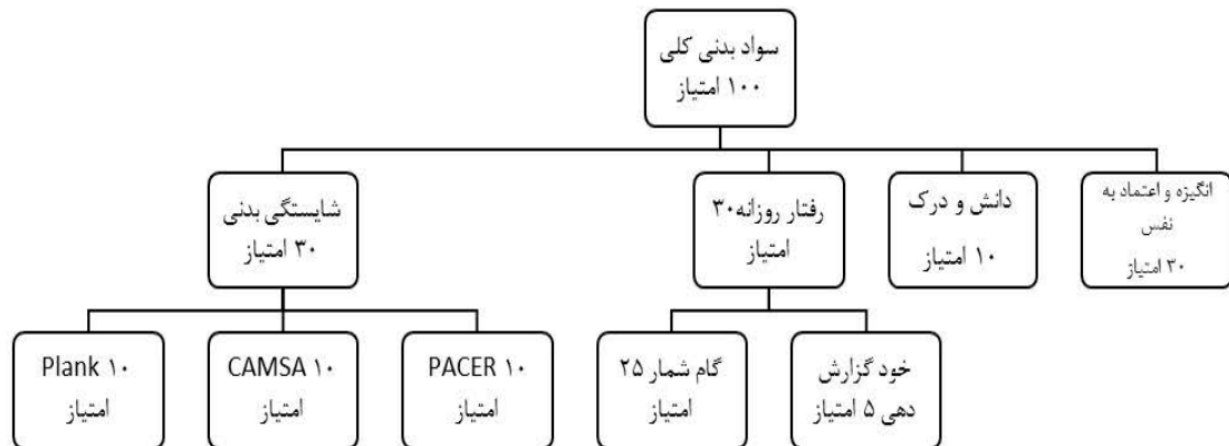 سواد بدنی کلی
۱۰۰ امتیاز
انگیزه و اعتماد به
نفس
۳۰ امتیاز
دانش و درک
۱۰ امتیاز
رفتار روزانه۳۰
امتیاز
شایستگی بدنی
۳۰ امتیاز
خود گزارش
دهی ۵ امتیاز
گام شمار ۲۵
امتیاز
PACER ۱۰
امتیاز
CAMSA ۱۰
امتیاز
Plank ۱۰
امتیاز